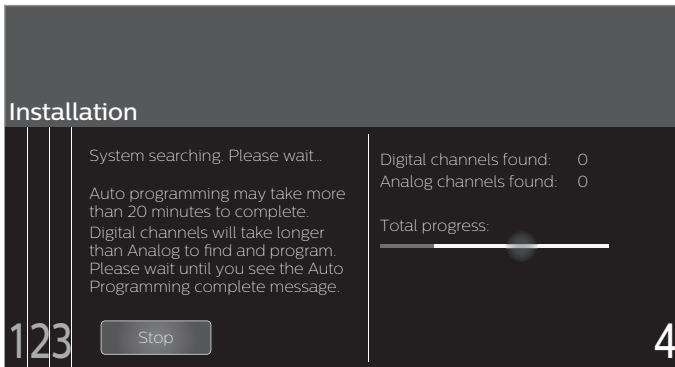 Installation
System searching. Please wait...
Auto programming may take more
than 20 minutes to complete.
Digital channels will take longer
than Analog to find and program.
Please wait until you see the Auto
Programming complete message.
Stop
Digital channels found: 0
Analog channels found: 0
Total progress:
123
4